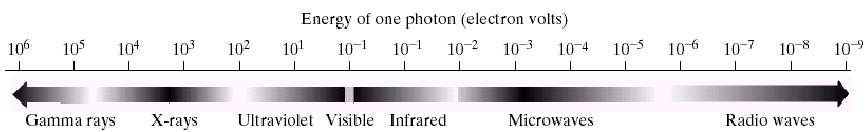 Energy of one photon (electron volts)
10⁶ 10⁵ 10⁴ 10³ 10² 10¹ 10⁻¹ 10⁻¹ 10⁻² 10⁻³ 10⁻⁴ 10⁻⁵ 10⁻⁶ 10⁻⁷ 10⁻⁸ 10⁻⁹
Gamma rays X-rays Ultraviolet Visible Infrared Microwaves Radio waves